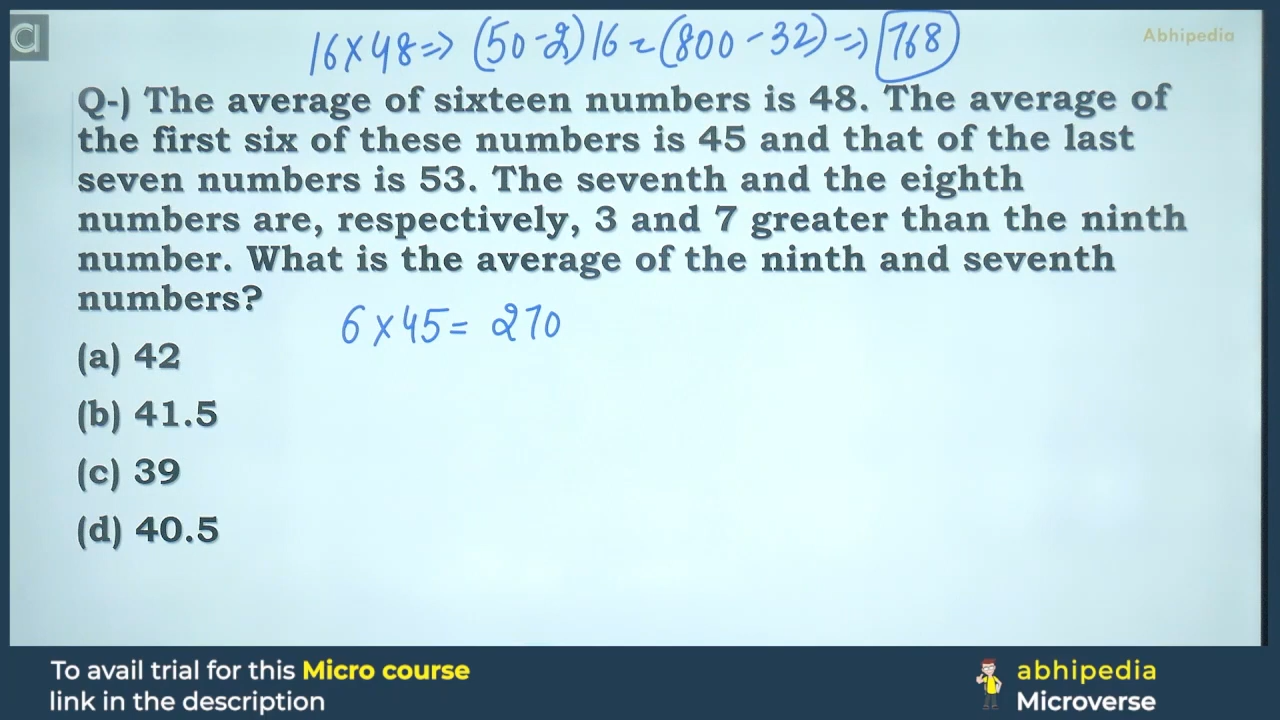 Abhipedia
16×48⇒ (50-2)16 = (800-32)⇒ 768
Q-) The average of sixteen numbers is 48. The average of
the first six of these numbers is 45 and that of the last
seven numbers is 53. The seventh and the eighth
numbers are, respectively, 3 and 7 greater than the ninth
number. What is the average of the ninth and seventh
numbers?
6×45= 270
(a) 42
(b) 41.5
(c) 39
(d) 40.5
To avail trial for this Micro course
link in the description
abhipedia
Microverse